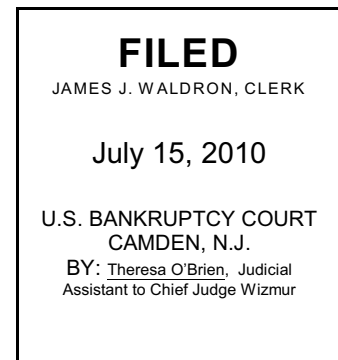 FILED
JAMES J. WALDRON, CLERK
July 15, 2010
U.S. BANKRUPTCY COURT
CAMDEN, N.J.
BY: Theresa O'Brien, Judicial
Assistant to Chief Judge Wizmur